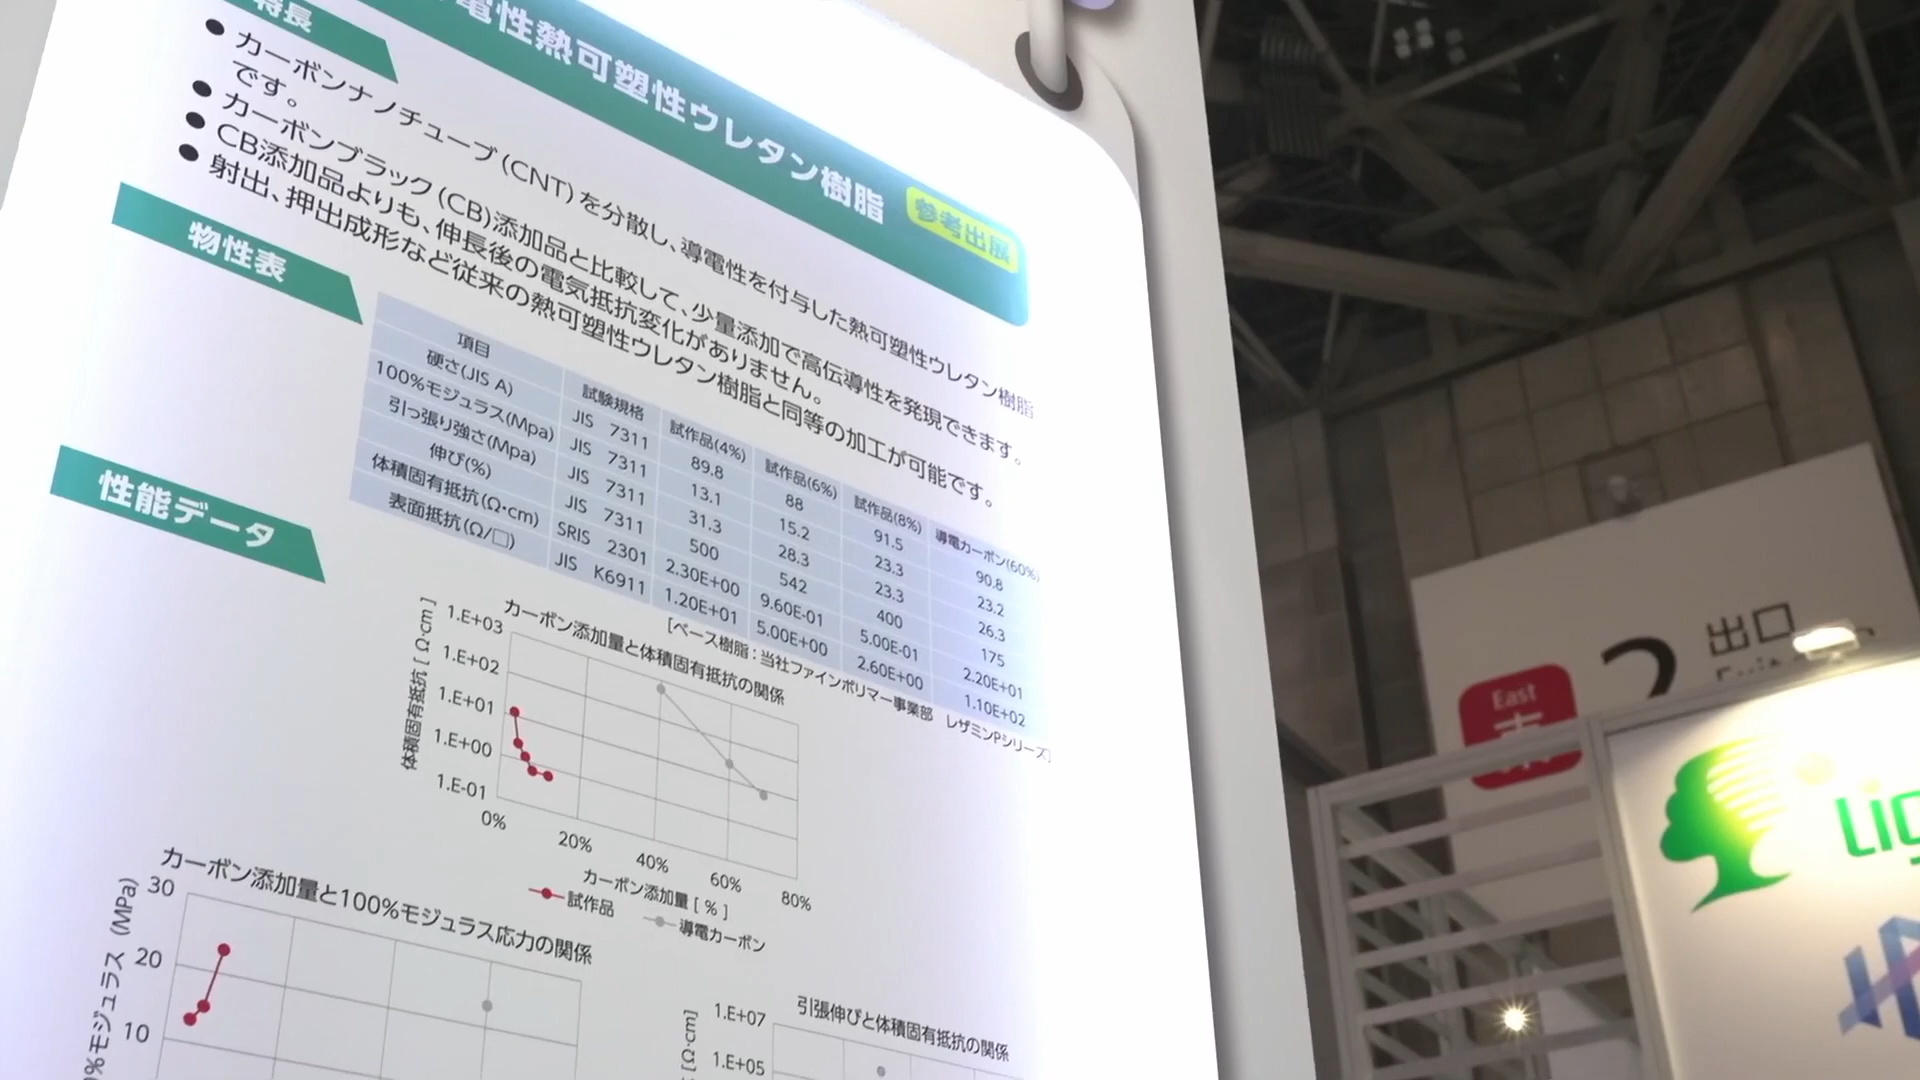 電性熱可塑性ウレタン樹脂 参考出展
特長
● カーボンナノチューブ(CNT)を分散し、導電性を付与した熱可塑性ウレタン樹脂
です。
● カーボンブラック(CB)添加品と比較して、少量添加で高伝導性を発現できます。
● CB添加品よりも、伸長後の電気抵抗変化がありません。
● 射出、押出成形など従来の熱可塑性ウレタン樹脂と同等の加工が可能です。
物性表
項目 試験規格 試作品(4%) 試作品(6%) 試作品(8%) 導電カーボン(60%)
硬さ(JIS A) JIS 7311 89.8 88 91.5 90.8
100%モジュラス(Mpa) JIS 7311 13.1 15.2 23.3 23.2
引っ張り強さ(Mpa) JIS 7311 31.3 28.3 23.3 26.3
伸び(%) JIS 7311 500 542 400 175
体積固有抵抗(Ω・cm) SRIS 2301 2.30E+00 9.60E-01 5.00E-01 2.20E+01
表面抵抗(Ω/□) JIS K6911 1.20E+01 5.00E+00 2.60E+00 1.10E+02
[ベース樹脂：当社ファインポリマー事業部 レザミンPシリーズ]
性能データ
カーボン添加量と体積固有抵抗の関係
体積固有抵抗 [ Ω·cm ]
1.E+03
1.E+02
1.E+01
1.E+00
1.E-01
0% 20% 40% 60% 80%
カーボン添加量 [ % ]
試作品 導電カーボン
カーボン添加量と100%モジュラス応力の関係
%モジュラス (MPa)
30
20
10
引張伸びと体積固有抵抗の関係
[Ω·cm]
1.E+07
1.E+05
出口
2
East
Lig